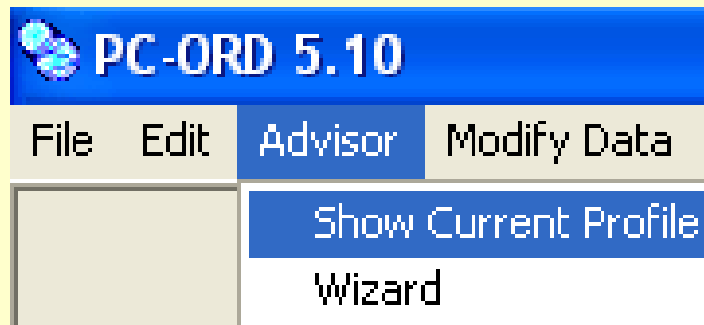 PC-ORD 5.10
File Edit Advisor Modify Data
Show Current Profile
Wizard